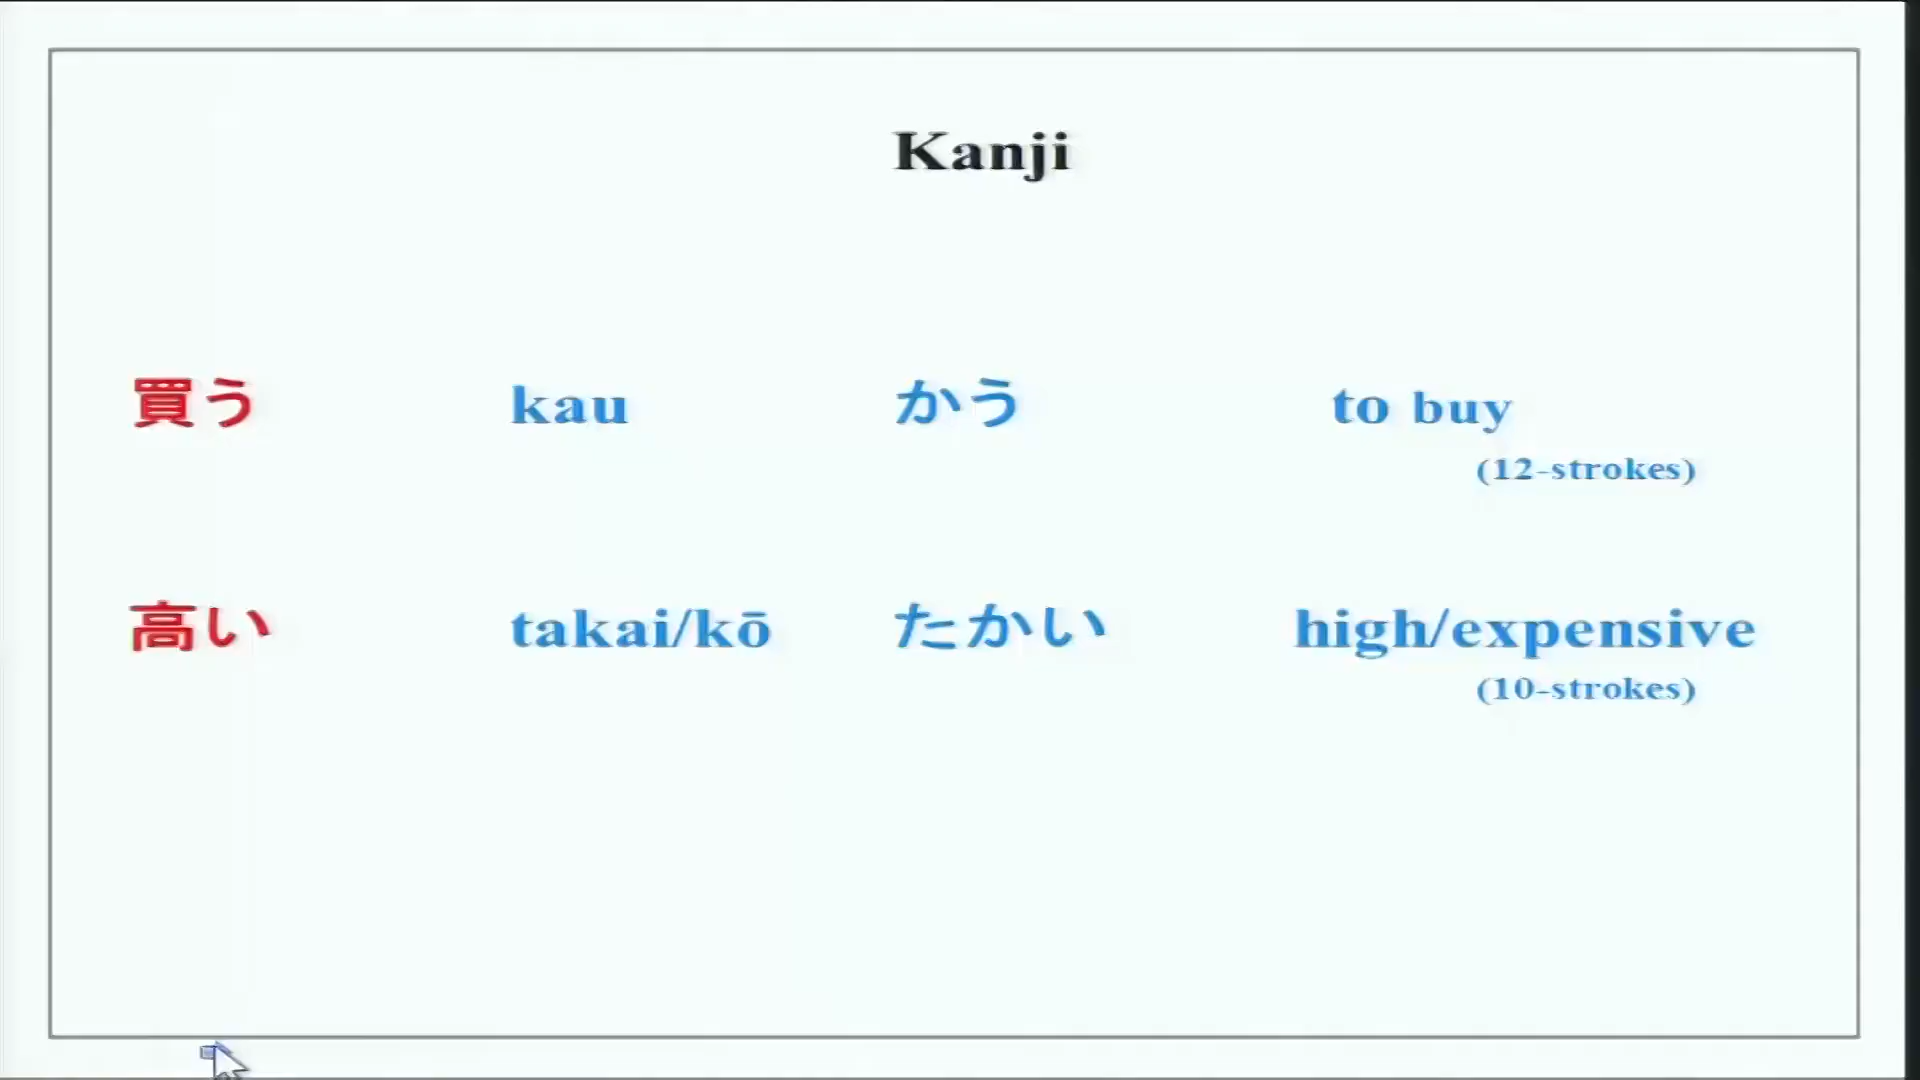 Kanji
買う kau かう to buy
(12-strokes)
高い takai/kō たかい high/expensive
(10-strokes)